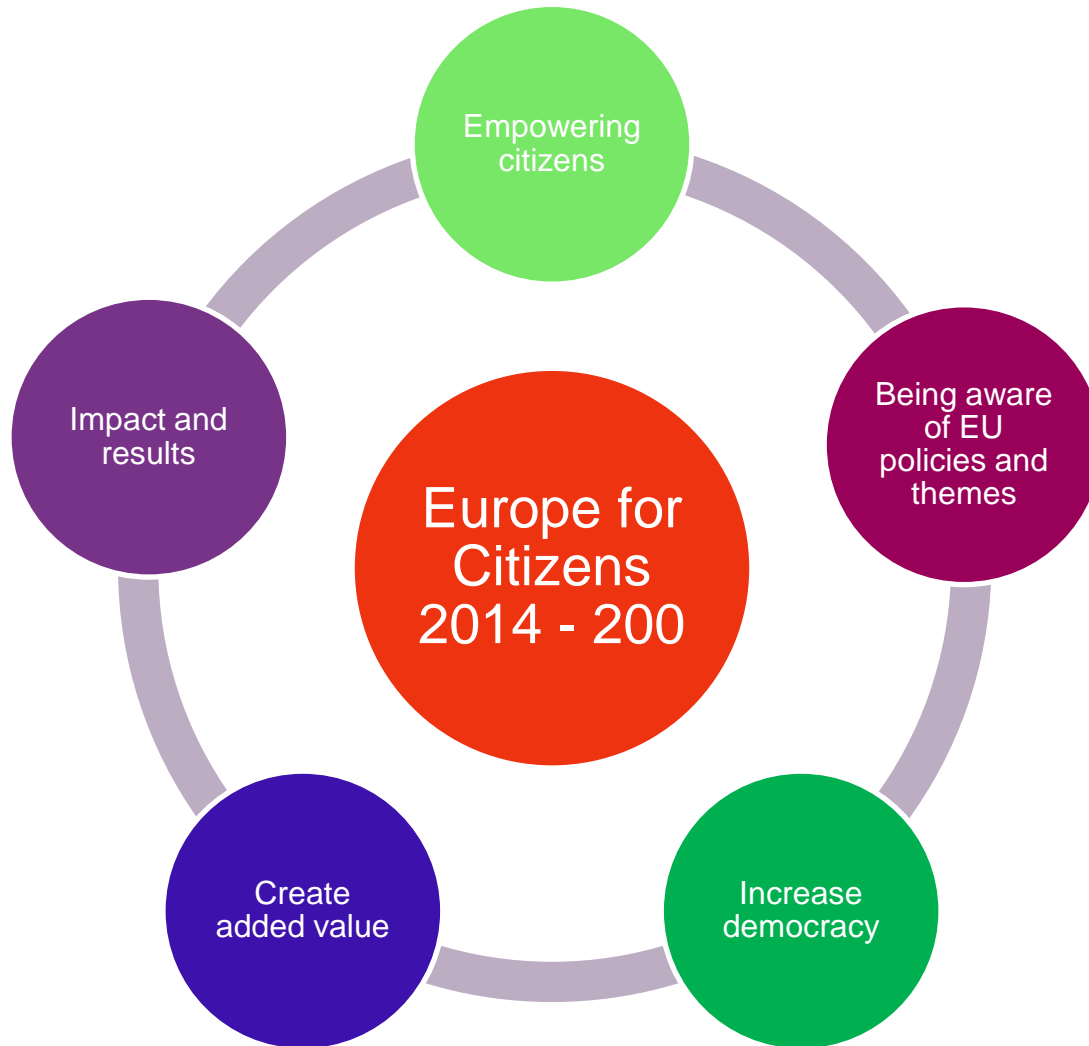 Empowering
citizens
Being aware
of EU
policies and
themes
Increase
democracy
Create
added value
Impact and
results
Europe for
Citizens
2014 - 200